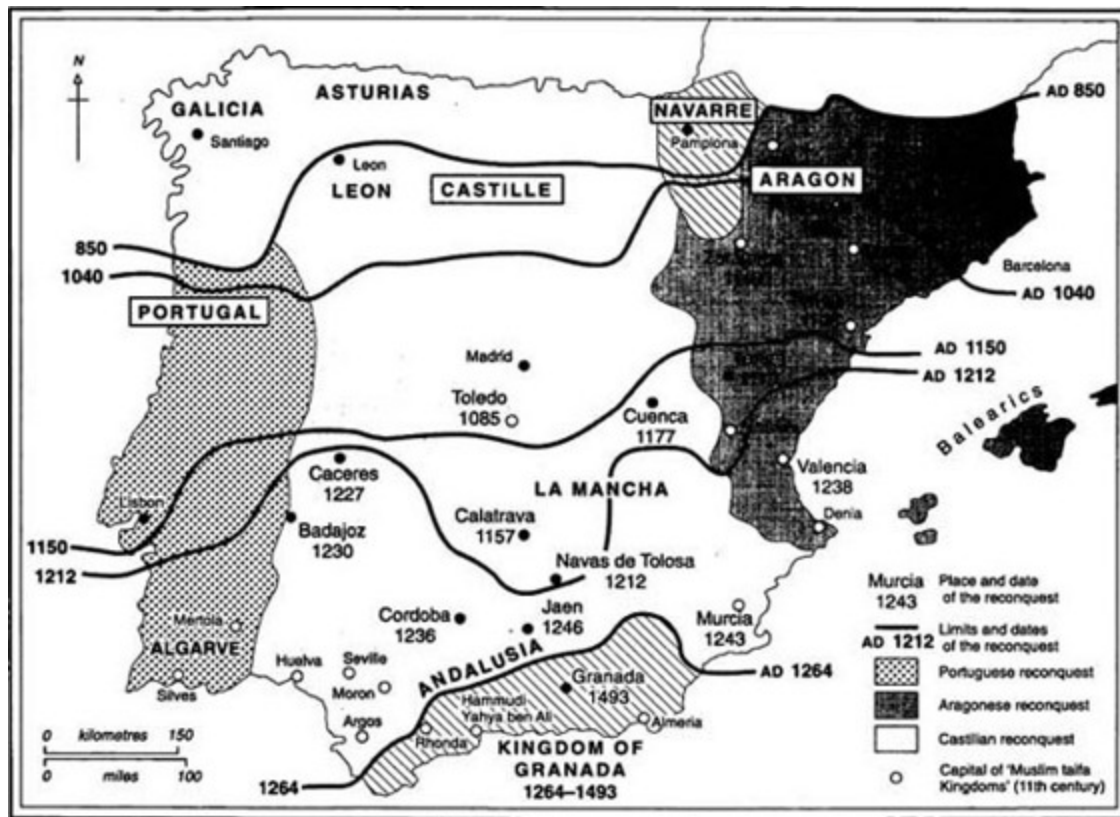 N
GALICIA
Santiago
ASTURIAS
NAVARRE
Pamplona
AD 850
Leon
LEON
CASTILLE
ARAGON
850
1040
PORTUGAL
Barcelona
AD 1040
Madrid
AD 1150
AD 1212
Toledo
1085
Cuenca
1177
Balearics
Caceres
1227
LA MANCHA
Valencia
1238
Lisbon
Calatrava
1157
Denia
Badajoz
1230
1150
1212
Navas de Tolosa
1212
Cordoba
1236
Jaen
1246
Murcia
1243
Mertola
ALGARVE
Silves
Huelva
Seville
Moron
Argos
ANDALUSIA
Granada
1493
AD 1264
Hammudi
Yahya ben Ali
Rhonda
Almeria
KINGDOM OF
GRANADA
1264–1493
1264
0 kilometres 150
0 miles 100
Murcia
1243
Place and date
of the reconquest
AD 1212
Limits and dates
of the reconquest
Portuguese reconquest
Aragonese reconquest
Castilian reconquest
Capital of 'Muslim taifa
Kingdoms' (11th century)